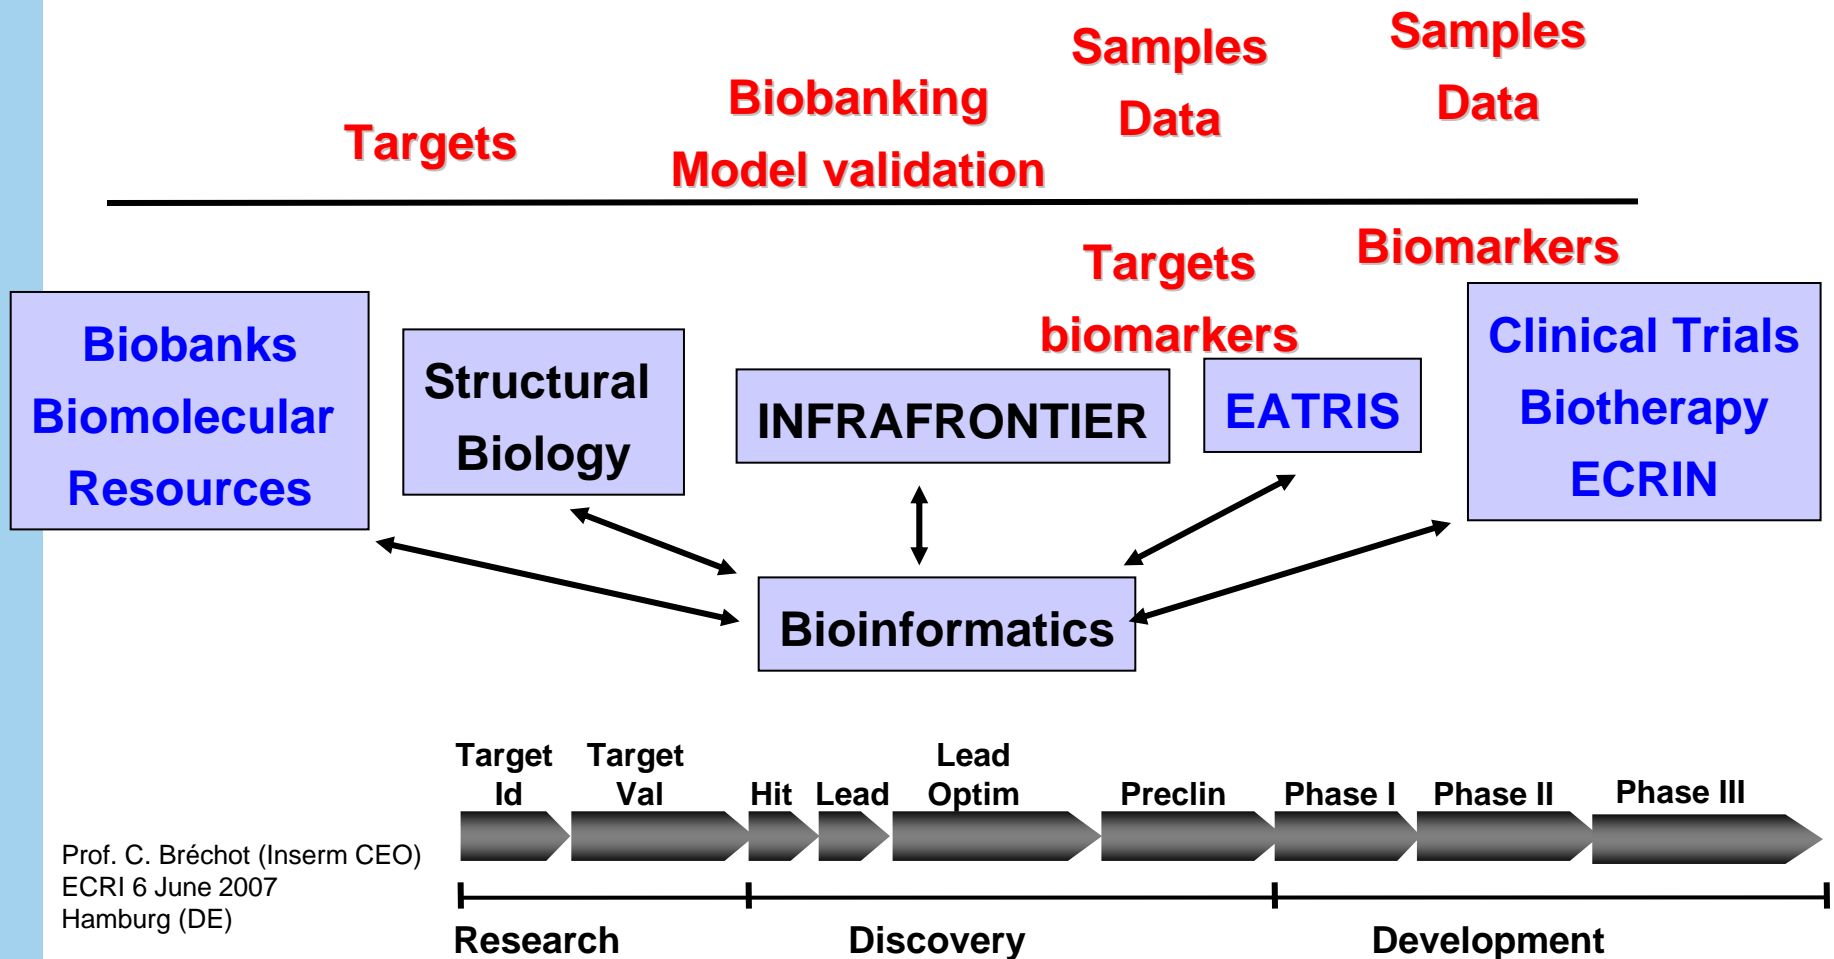 Targets
Biobanking
Model validation
Samples
Data
Samples
Data
Targets
biomarkers
Biomarkers
Biobanks
Biomolecular
Resources
Structural
Biology
INFRAFRONTIER
EATRIS
Clinical Trials
Biotherapy
ECRIN
Bioinformatics
Target
Id
Target
Val
Hit
Lead
Lead
Optim
Preclin
Phase I
Phase II
Phase III
Prof. C. Bréchot (Inserm CEO)
ECRI 6 June 2007
Hamburg (DE)
Research
Discovery
Development